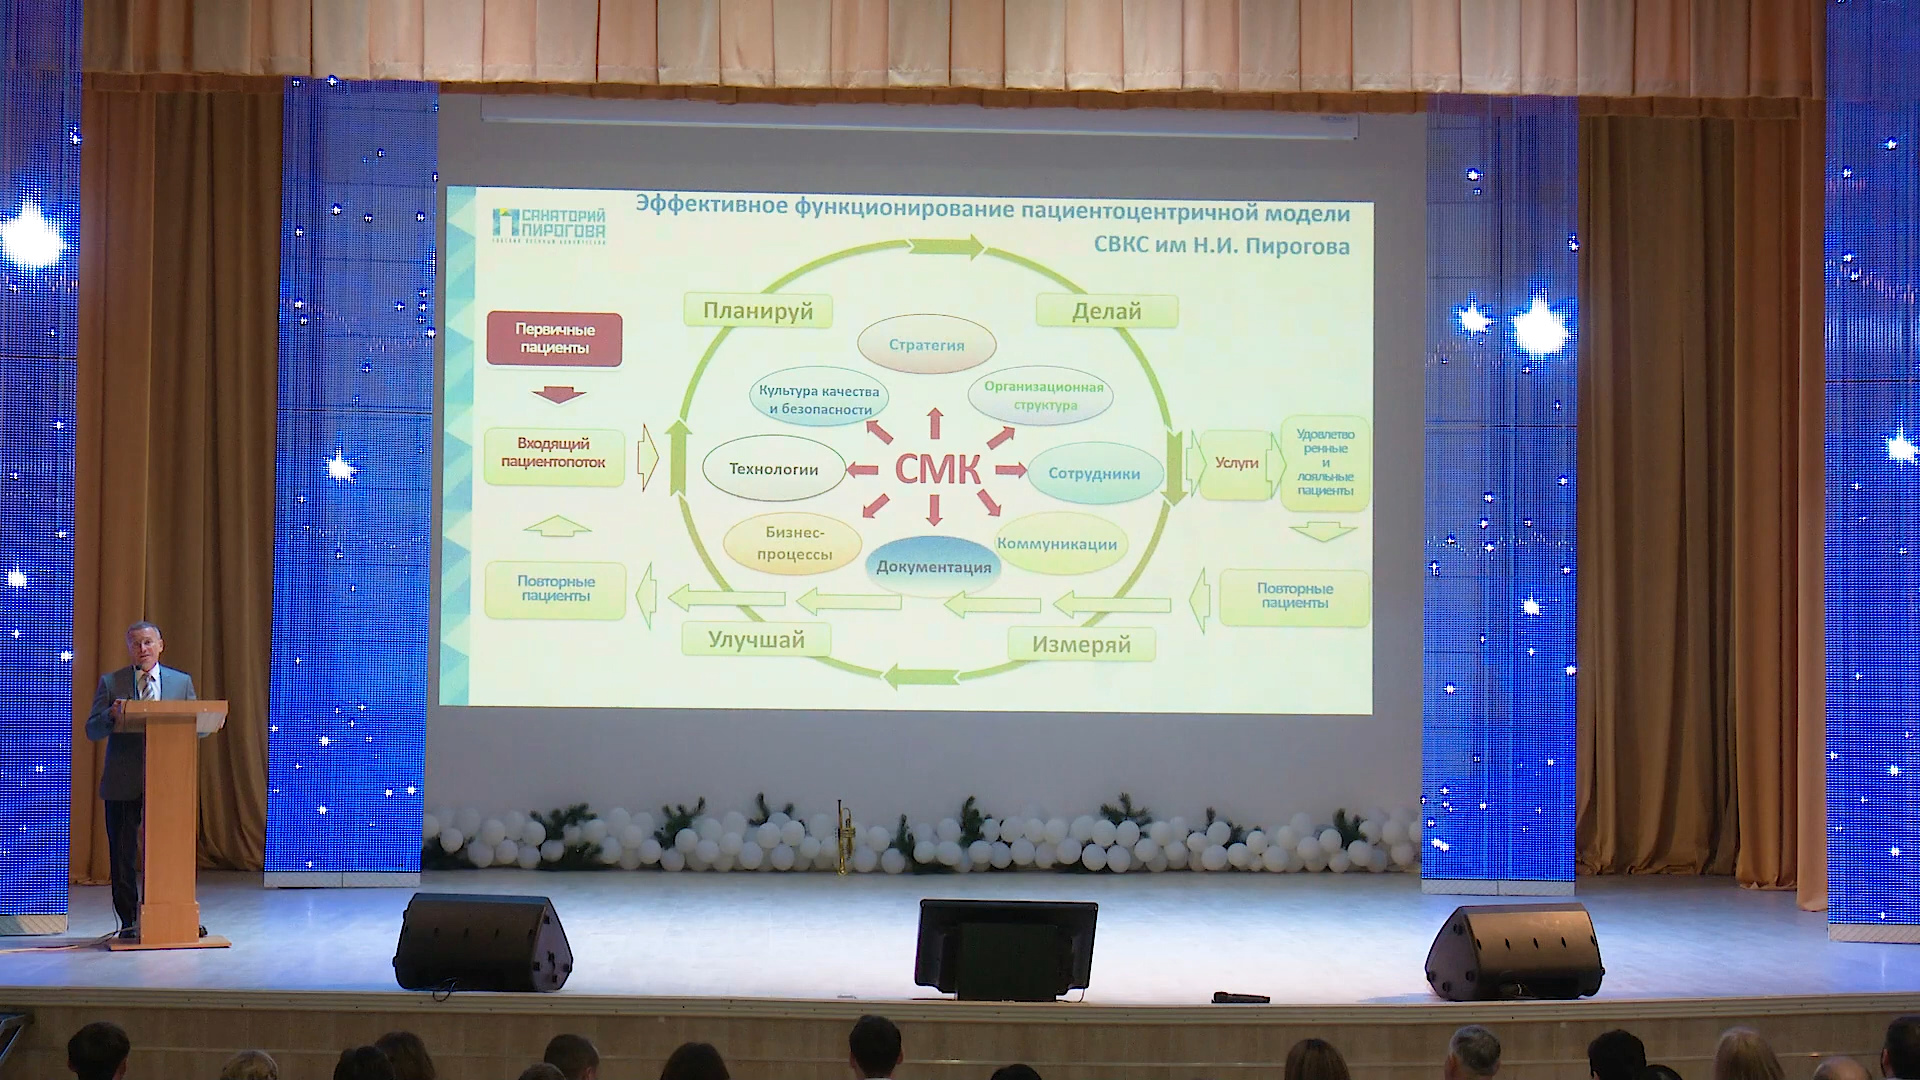 Эффективное функционирование пациентоцентричной модели
СВКС им Н.И. Пирогова
САНАТОРИЙ
ПИРОГОВА
Планируй
Делай
Первичные
пациенты
Стратегия
Культура качества
и безопасности
Организационная
структура
Входящий
пациентопоток
Технологии
СМК
Сотрудники
Услуги
Удовлетво
ренные
и
лояльные
пациенты
Бизнес-
процессы
Документация
Коммуникации
Повторные
пациенты
Повторные
пациенты
Улучшай
Измеряй